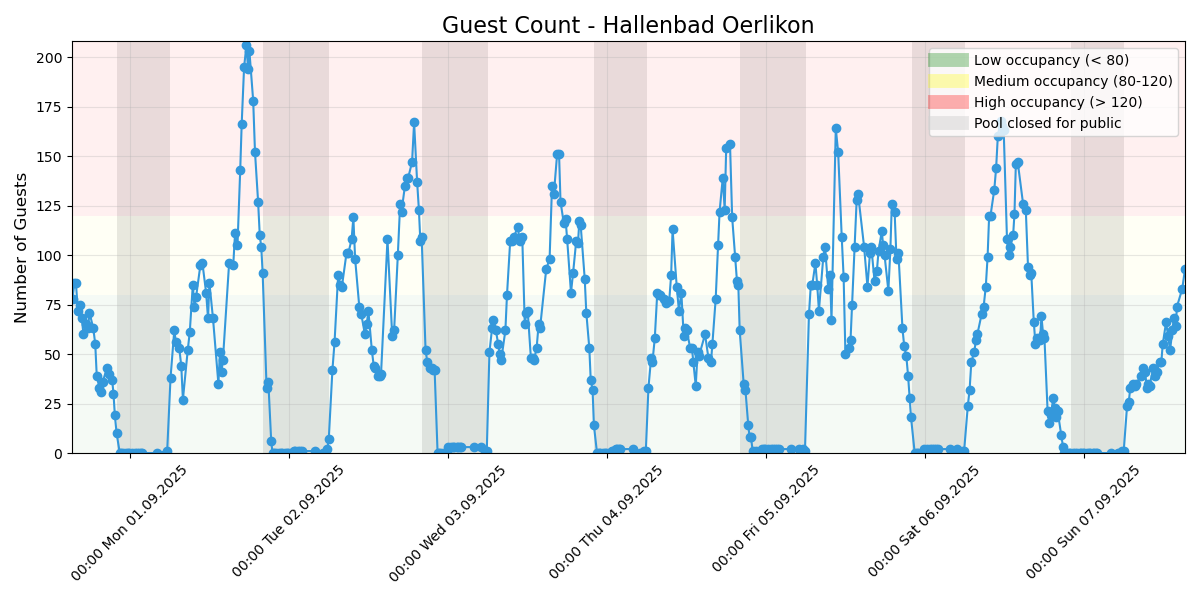 Guest Count - Hallenbad Oerlikon
Number of Guests
200
175
150
125
100
75
50
25
0
Low occupancy (< 80)
Medium occupancy (80-120)
High occupancy (> 120)
Pool closed for public
00:00 Mon 01.09.2025
00:00 Tue 02.09.2025
00:00 Wed 03.09.2025
00:00 Thu 04.09.2025
00:00 Fri 05.09.2025
00:00 Sat 06.09.2025
00:00 Sun 07.09.2025